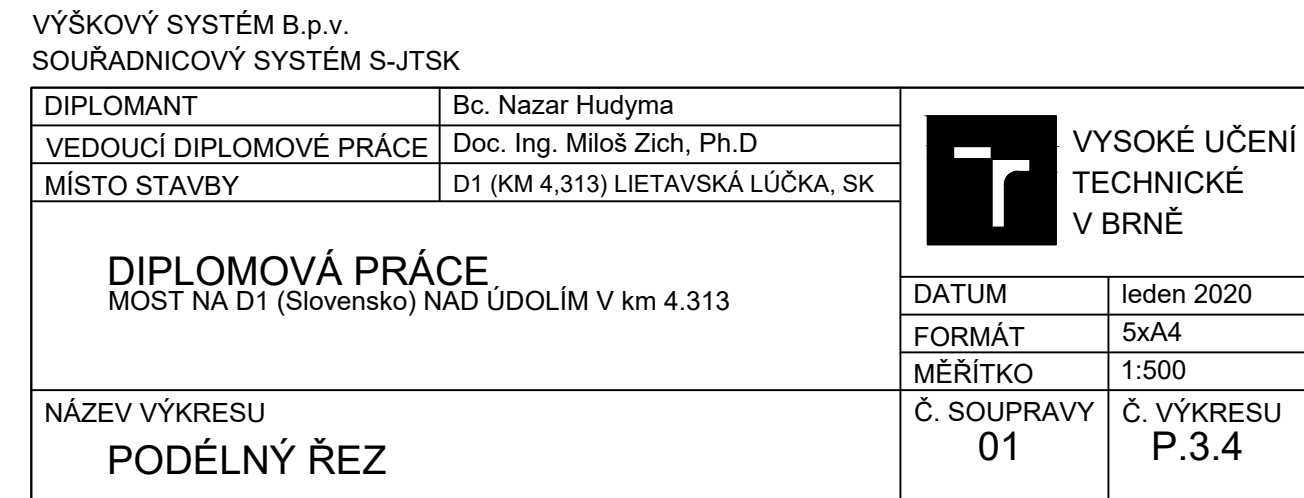 VÝŠKOVÝ SYSTÉM B.p.v.
SOUŘADNICOVÝ SYSTÉM S-JTSK
DIPLOMANT Bc. Nazar Hudyma
VEDOUCÍ DIPLOMOVÉ PRÁCE Doc. Ing. Miloš Zich, Ph.D
MÍSTO STAVBY D1 (KM 4,313) LIETAVSKÁ LÚČKA, SK
VYSOKÉ UČENÍ
TECHNICKÉ
V BRNĚ
DIPLOMOVÁ PRÁCE
MOST NA D1 (Slovensko) NAD ÚDOLÍM V km 4.313
DATUM leden 2020
FORMÁT 5xA4
MĚŘÍTKO 1:500
NÁZEV VÝKRESU
PODÉLNÝ ŘEZ
Č. SOUPRAVY Č. VÝKRESU
01 P.3.4